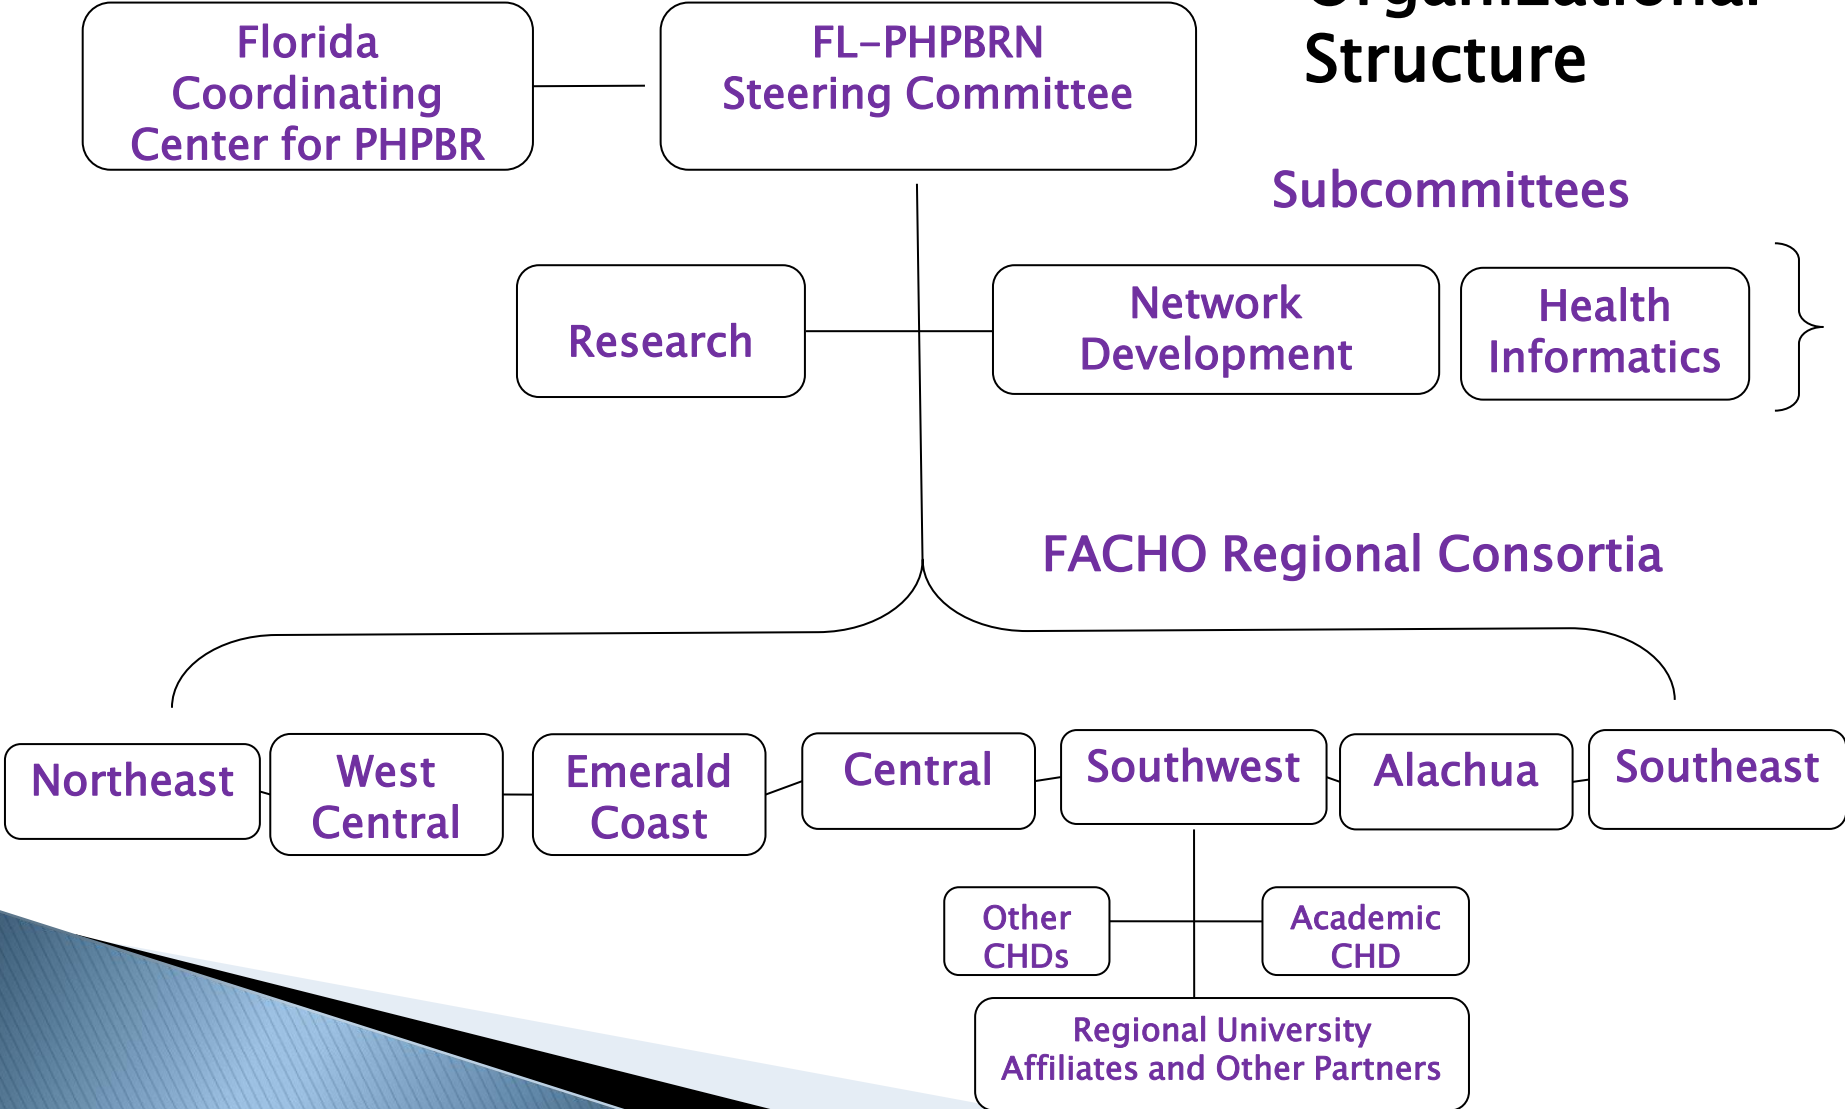 Organizational
Structure
Florida
Coordinating
Center for PHPBR
FL–PHPBRN
Steering Committee
Subcommittees
Research
Network
Development
Health
Informatics
FACHO Regional Consortia
Northeast
West
Central
Emerald
Coast
Central
Southwest
Alachua
Southeast
Other
CHDs
Academic
CHD
Regional University
Affiliates and Other Partners